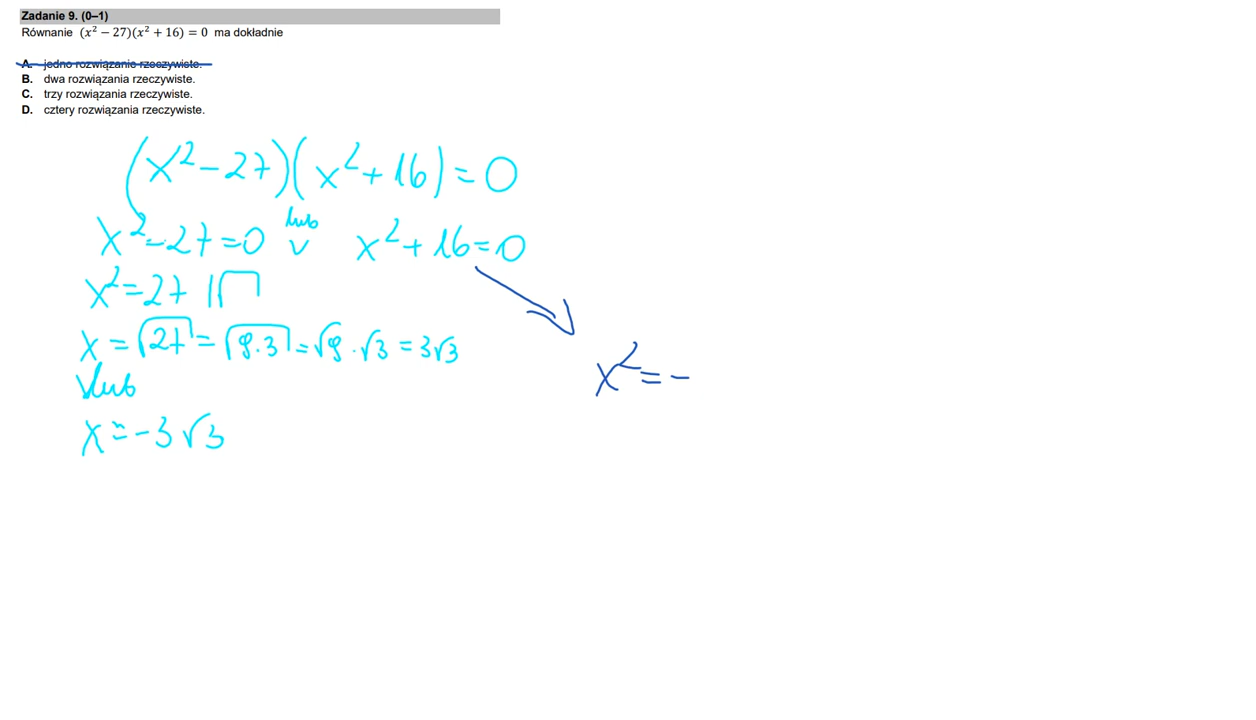 Zadanie 9. (0–1)
Równanie (x² − 27)(x² + 16) = 0 ma dokładnie
A. jedno rozwiązanie rzeczywiste.
B. dwa rozwiązania rzeczywiste.
C. trzy rozwiązania rzeczywiste.
D. cztery rozwiązania rzeczywiste.
(x² − 27)(x² + 16) = 0
x² − 27 = 0 lub ∨ x² + 16 = 0
x² = 27 |√
x = √27 = √9·3 = √9 · √3 = 3√3
∨ lub
x = −3√3
x² = −